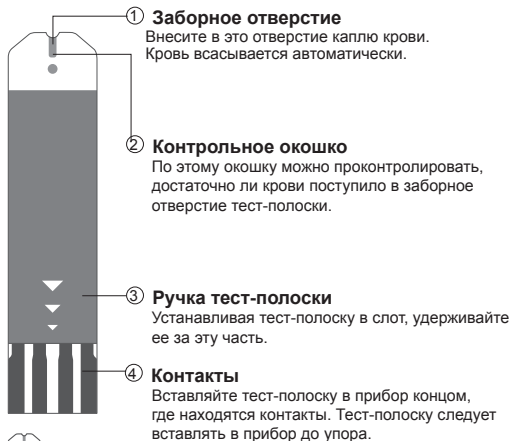 ① Заборное отверстие
Внесите в это отверстие каплю крови.
Кровь всасывается автоматически.
② Контрольное окошко
По этому окошку можно проконтролировать,
достаточно ли крови поступило в заборное
отверстие тест-полоски.
③ Ручка тест-полоски
Устанавливая тест-полоску в слот, удерживайте
ее за эту часть.
④ Контакты
Вставляйте тест-полоску в прибор концом,
где находятся контакты. Тест-полоску следует
вставлять в прибор до упора.